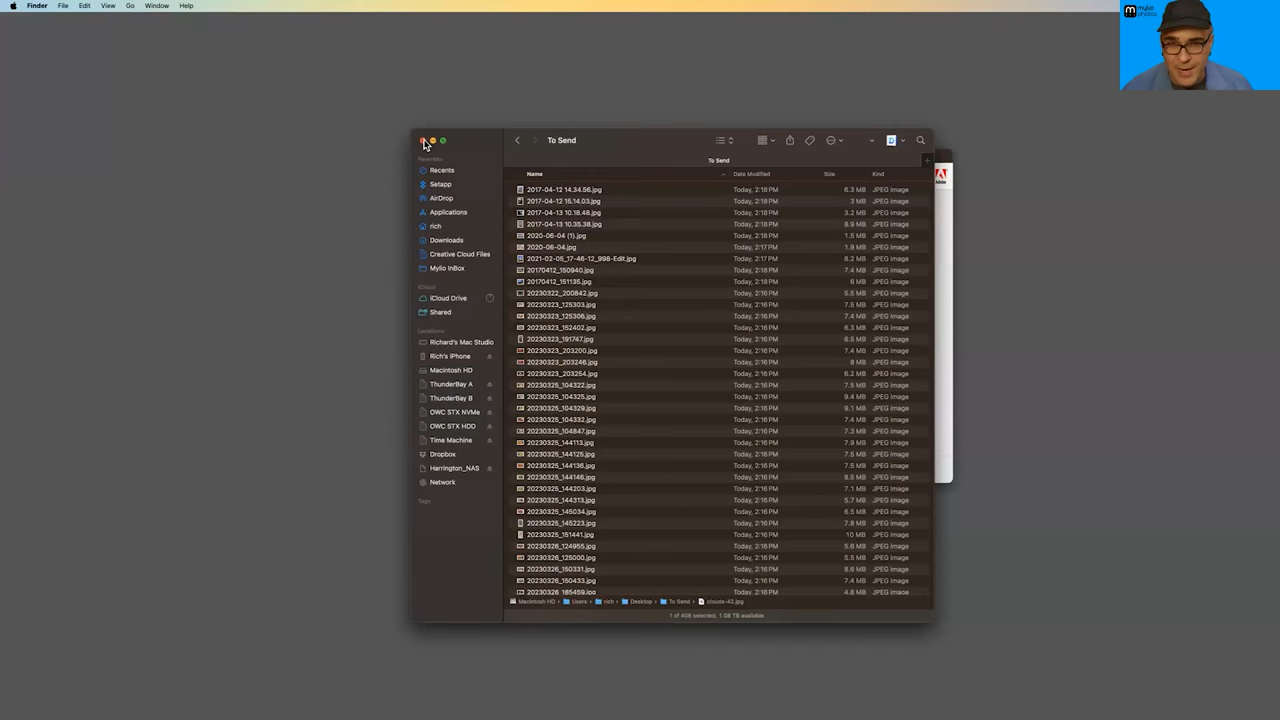 Finder File Edit View Go Window Help
mylio
photos
To Send
To Send
Favorites
Recents
Setapp
AirDrop
Applications
rich
Downloads
Creative Cloud Files
Mylio InBox
iCloud
iCloud Drive
Shared
Locations
Richard's Mac Studio
Rich's iPhone
Macintosh HD
ThunderBay A
ThunderBay B
OWC STX NVMe
OWC STX HDD
Time Machine
Dropbox
Harrington_NAS
Network
Tags
Name Date Modified Size Kind
2017-04-12 14.34.56.jpg Today, 2:18 PM 6.3 MB JPEG image
2017-04-12 15.14.03.jpg Today, 2:18 PM 3 MB JPEG image
2017-04-13 10.18.48.jpg Today, 2:18 PM 3.2 MB JPEG image
2017-04-13 10.35.38.jpg Today, 2:18 PM 8.9 MB JPEG image
2020-06-04 (1).jpg Today, 2:18 PM 1.5 MB JPEG image
2020-06-04.jpg Today, 2:17 PM 1.9 MB JPEG image
2021-02-05_17-46-12_998-Edit.jpg Today, 2:17 PM 8.2 MB JPEG image
20170412_150940.jpg Today, 2:18 PM 7.4 MB JPEG image
20170412_151135.jpg Today, 2:18 PM 6 MB JPEG image
20230322_200842.jpg Today, 2:16 PM 5.5 MB JPEG image
20230323_125303.jpg Today, 2:16 PM 7.5 MB JPEG image
20230323_125306.jpg Today, 2:16 PM 7.4 MB JPEG image
20230323_152402.jpg Today, 2:16 PM 6.3 MB JPEG image
20230323_191747.jpg Today, 2:16 PM 6.5 MB JPEG image
20230323_203200.jpg Today, 2:16 PM 7.4 MB JPEG image
20230323_203246.jpg Today, 2:16 PM 8 MB JPEG image
20230323_203254.jpg Today, 2:16 PM 6.2 MB JPEG image
20230325_104322.jpg Today, 2:16 PM 7.5 MB JPEG image
20230325_104325.jpg Today, 2:16 PM 9.4 MB JPEG image
20230325_104329.jpg Today, 2:16 PM 9.1 MB JPEG image
20230325_104332.jpg Today, 2:16 PM 7.4 MB JPEG image
20230325_104847.jpg Today, 2:16 PM 7.3 MB JPEG image
20230325_144113.jpg Today, 2:16 PM 7.9 MB JPEG image
20230325_144125.jpg Today, 2:16 PM 7.5 MB JPEG image
20230325_144136.jpg Today, 2:16 PM 7.5 MB JPEG image
20230325_144146.jpg Today, 2:16 PM 8.5 MB JPEG image
20230325_144203.jpg Today, 2:16 PM 7.1 MB JPEG image
20230325_144313.jpg Today, 2:16 PM 5.7 MB JPEG image
20230325_145034.jpg Today, 2:16 PM 6.5 MB JPEG image
20230325_145223.jpg Today, 2:16 PM 7.8 MB JPEG image
20230325_151441.jpg Today, 2:16 PM 10 MB JPEG image
20230326_124955.jpg Today, 2:16 PM 5.6 MB JPEG image
20230326_125000.jpg Today, 2:16 PM 5.5 MB JPEG image
20230326_150331.jpg Today, 2:16 PM 8.6 MB JPEG image
20230326_150433.jpg Today, 2:16 PM 7.4 MB JPEG image
20230326_185459.jpg Today, 2:16 PM 4.8 MB JPEG image
Macintosh HD Users rich Desktop To Send clouds-42.jpg
1 of 408 selected, 1.08 TB available
Adobe